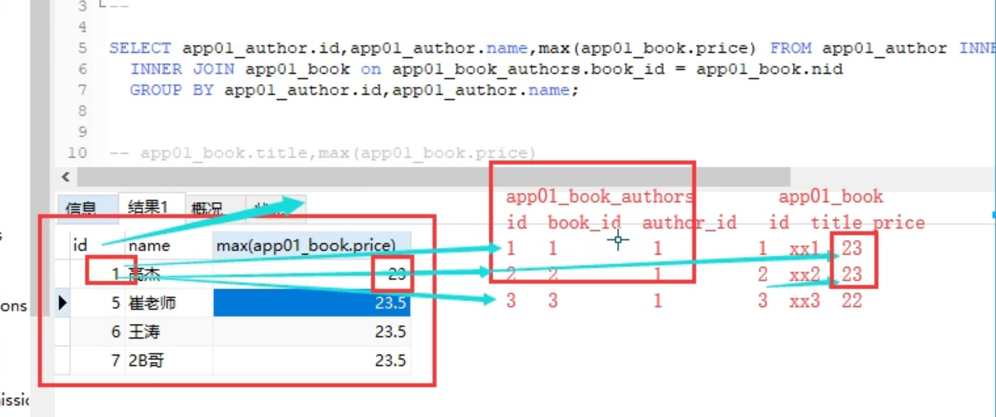 3 --
4
5 SELECT app01_author.id,app01_author.name,max(app01_book.price) FROM app01_author INNE
6 INNER JOIN app01_book on app01_book_authors.book_id = app01_book.nid
7 GROUP BY app01_author.id,app01_author.name;
8
9
10 -- app01_book.title,max(app01_book.price)
信息 结果1 概况
app01_book_authors app01_book
id book_id author_id id title price
1 1 1 1 xx1 23
2 2 1 2 xx2 23
3 3 1 3 xx3 22
id name max(app01_book.price)
1 高杰 23
5 崔老师 23.5
6 王涛 23.5
7 2B哥 23.5
ons
issic